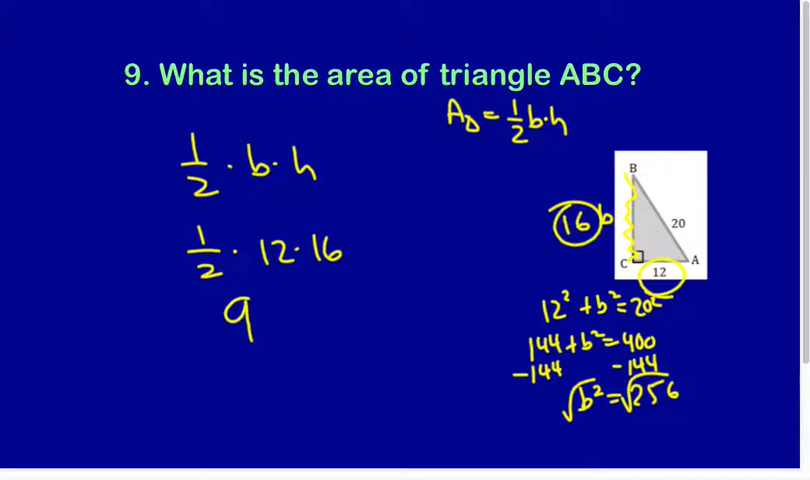 9. What is the area of triangle ABC?
A△ = 1/2 b·h
1/2 · b · h
B
16 b
20
1/2 · 12 · 16
C
A
12
9
12² + b² = 20²
144 + b² = 400
-144 -144
√b² = √256